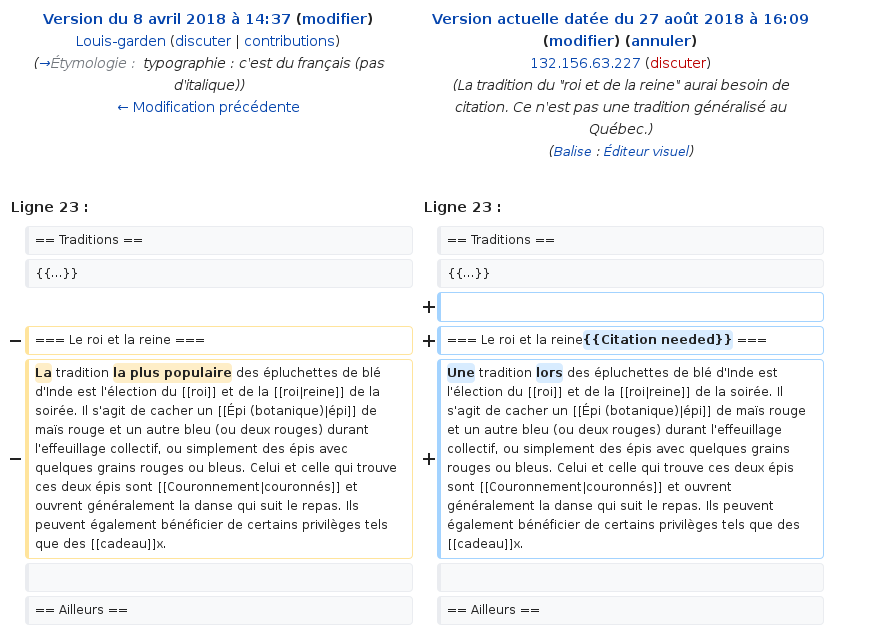 Version du 8 avril 2018 à 14:37 (modifier)
Louis-garden (discuter | contributions)
(→Étymologie : typographie : c'est du français (pas
d'italique))
← Modification précédente
Version actuelle datée du 27 août 2018 à 16:09
(modifier) (annuler)
132.156.63.227 (discuter)
(La tradition du "roi et de la reine" aurai besoin de
citation. Ce n'est pas une tradition généralisé au
Québec.)
(Balise : Éditeur visuel)
Ligne 23 :
Ligne 23 :
== Traditions ==
== Traditions ==
{{...}}
{{...}}
+
− === Le roi et la reine ===
+ === Le roi et la reine{{Citation needed}} ===
−
La tradition la plus populaire des épluchettes de blé
d'Inde est l'élection du [[roi]] et de la [[roi|reine]] de la
soirée. Il s'agit de cacher un [[Épi (botanique)|épi]] de
maïs rouge et un autre bleu (ou deux rouges) durant
l'effeuillage collectif, ou simplement des épis avec
quelques grains rouges ou bleus. Celui et celle qui trouve
ces deux épis sont [[Couronnement|couronnés]] et
ouvrent généralement la danse qui suit le repas. Ils
peuvent également bénéficier de certains privilèges tels
que des [[cadeau]]x.
+
Une tradition lors des épluchettes de blé d'Inde est
l'élection du [[roi]] et de la [[roi|reine]] de la soirée. Il
s'agit de cacher un [[Épi (botanique)|épi]] de maïs rouge
et un autre bleu (ou deux rouges) durant l'effeuillage
collectif, ou simplement des épis avec quelques grains
rouges ou bleus. Celui et celle qui trouve ces deux épis
sont [[Couronnement|couronnés]] et ouvrent
généralement la danse qui suit le repas. Ils peuvent
également bénéficier de certains privilèges tels que des
[[cadeau]]x.
== Ailleurs ==
== Ailleurs ==